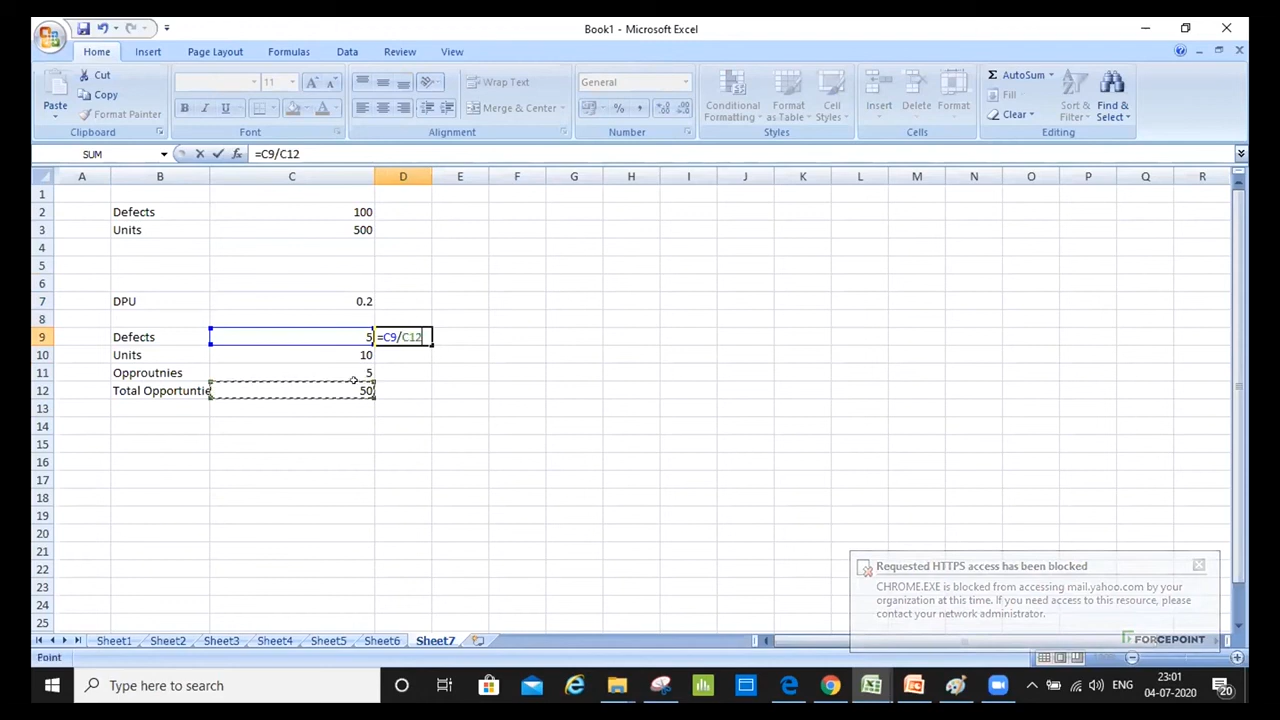 Book1 - Microsoft Excel
Home Insert Page Layout Formulas Data Review View
Paste
Cut
Copy
Format Painter
11
Wrap Text
Merge & Center
General
Conditional Formatting
Format as Table
Cell Styles
Insert
Delete
Format
AutoSum
Fill
Clear
Sort & Filter
Find & Select
Clipboard Font Alignment Number Styles Cells Editing
SUM =C9/C12
A B C D E F G H I J K L M N O P Q R
1
2 Defects 100
3 Units 500
4
5
6
7 DPU 0.2
8
9 Defects 5 =C9/C12
10 Units 10
11 Opproutnies 5
12 Total Opportuntie 50
13
14
15
16
17
18
19
20
21
22
23
24
25
Requested HTTPS access has been blocked
CHROME.EXE is blocked from accessing mail.yahoo.com by your
organization at this time. If you need access to this resource, please
contact your network administrator.
FORCEPOINT
Sheet1 Sheet2 Sheet3 Sheet4 Sheet5 Sheet6 Sheet7
Point
Type here to search
ENG
23:01
04-07-2020
20